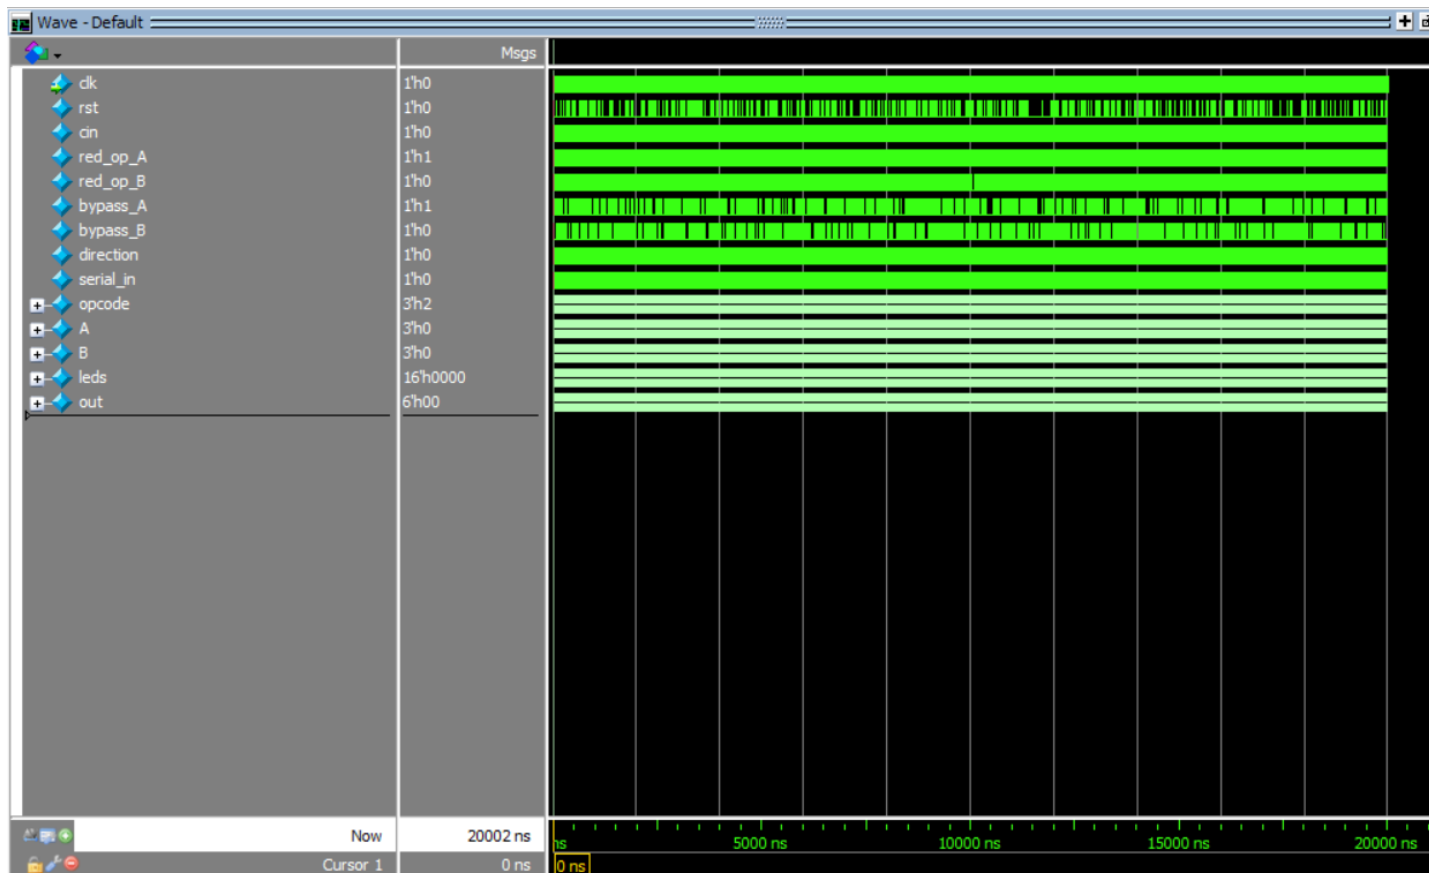 Wave - Default
Msgs
clk 1'h0
rst 1'h0
cin 1'h0
red_op_A 1'h1
red_op_B 1'h0
bypass_A 1'h1
bypass_B 1'h0
direction 1'h0
serial_in 1'h0
opcode 3'h2
A 3'h0
B 3'h0
leds 16'h0000
out 6'h00
Now 20002 ns
ns 5000 ns 10000 ns 15000 ns 20000 ns
Cursor 1 0 ns 0 ns